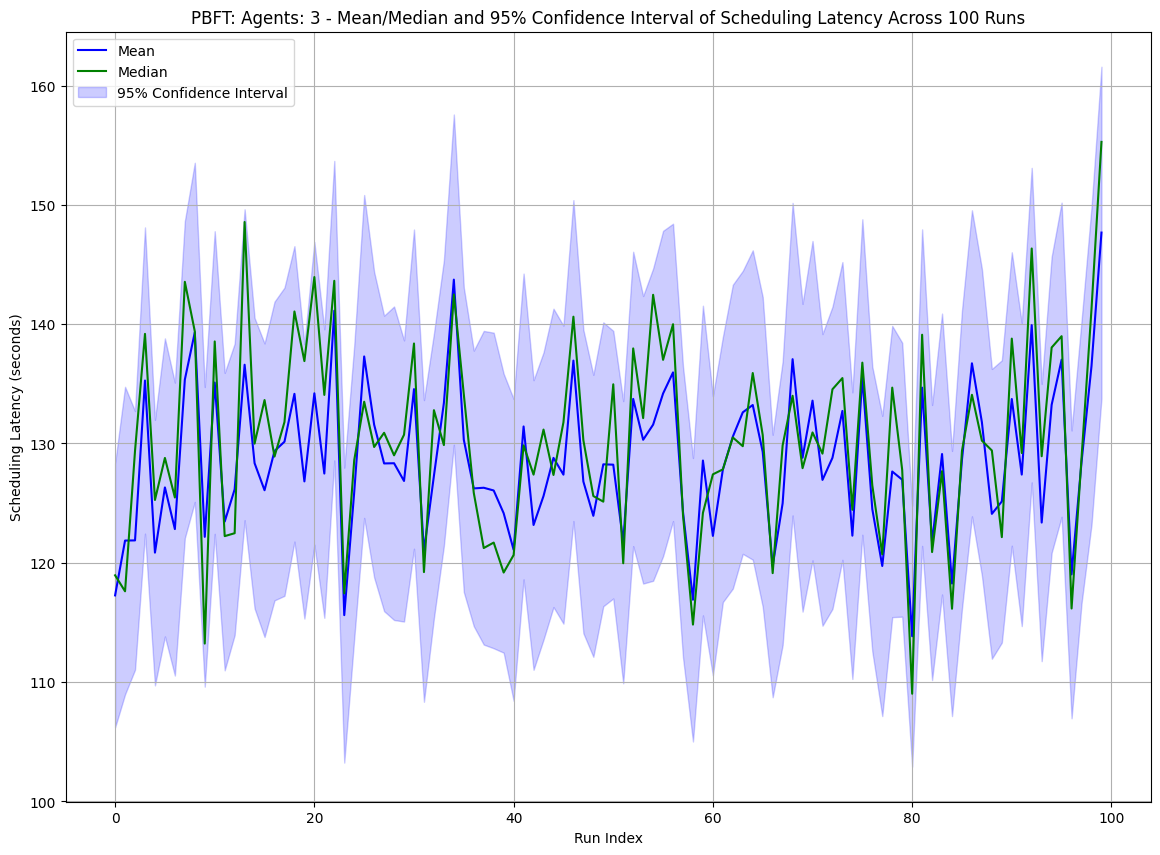 PBFT: Agents: 3 - Mean/Median and 95% Confidence Interval of Scheduling Latency Across 100 Runs
Mean
Median
95% Confidence Interval
Scheduling Latency (seconds)
160
150
140
130
120
110
100
0 20 40 60 80 100
Run Index